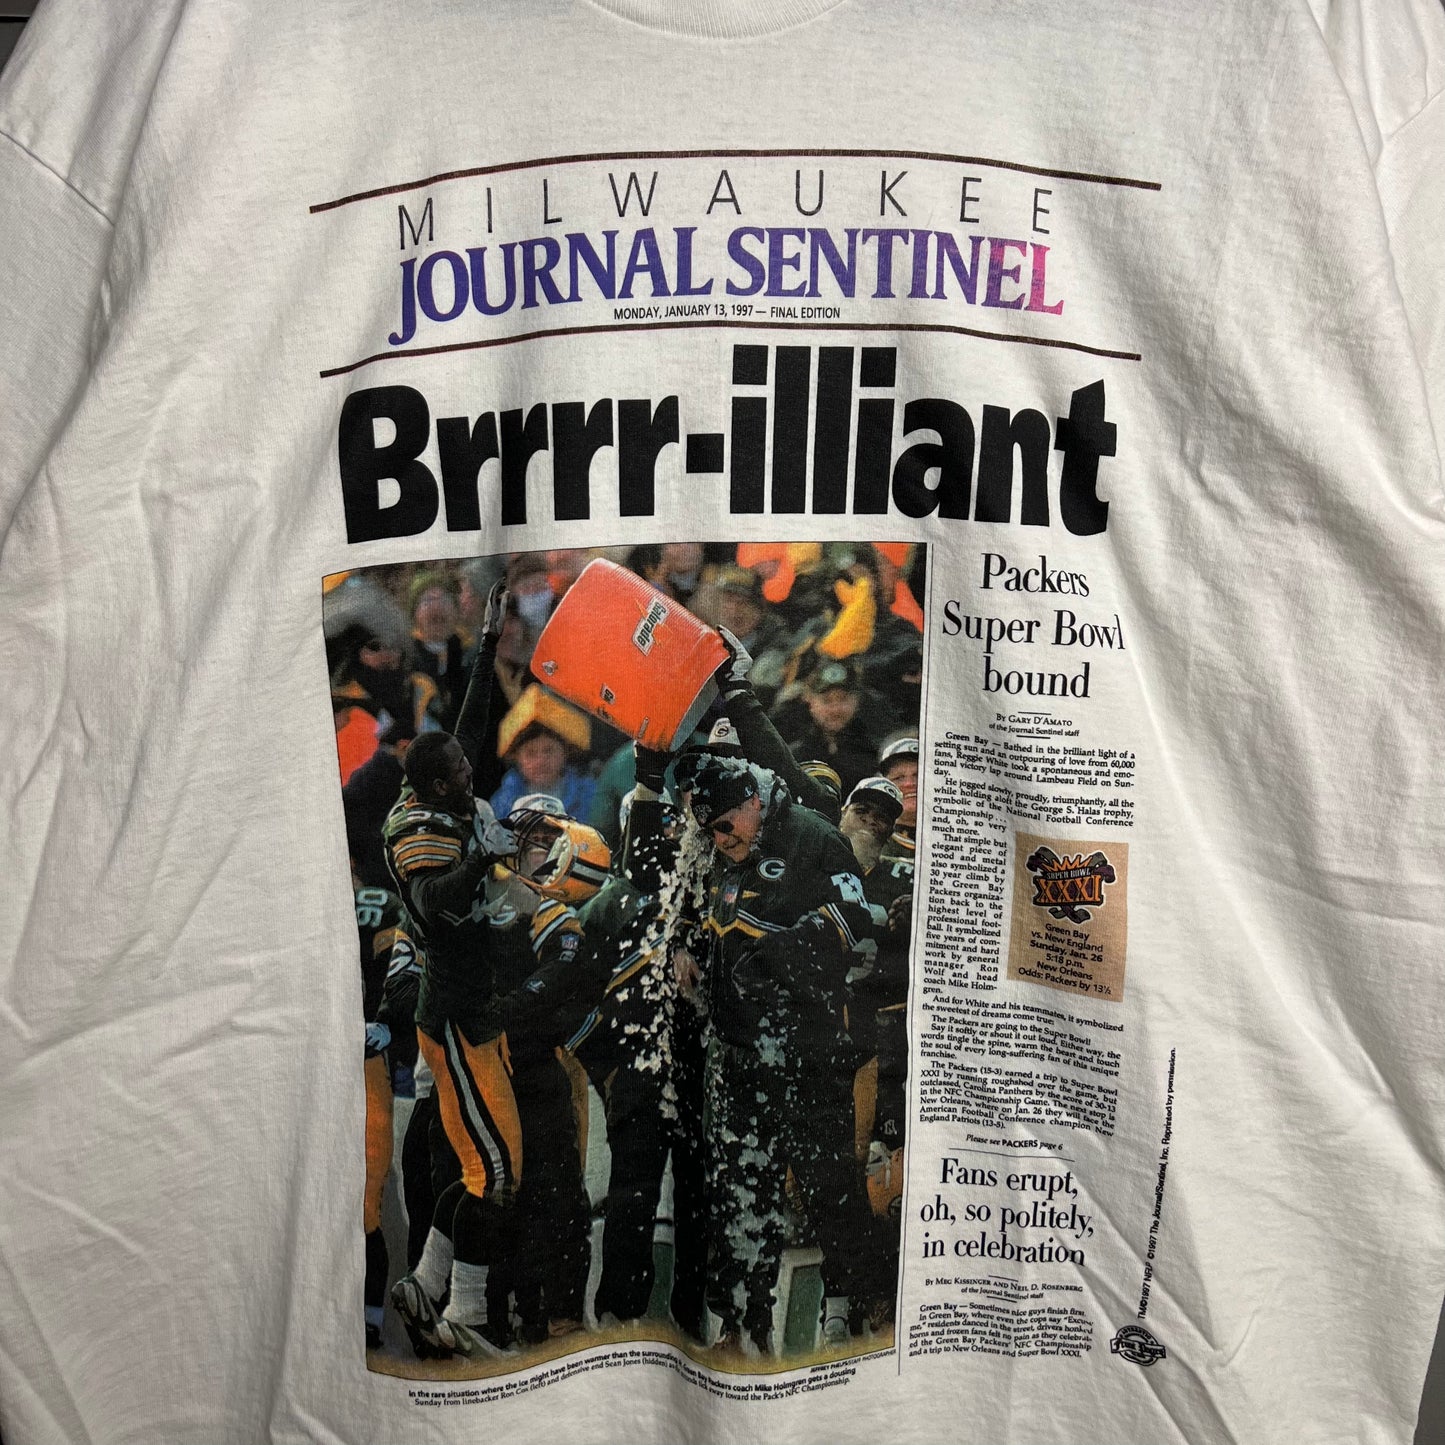 MILWAUKEE
JOURNAL SENTINEL
MONDAY, JANUARY 13, 1997 — FINAL EDITION
Brrrr-illiant
Gatorade
Packers
Super Bowl
bound
BY GARY D'AMATO
of the Journal Sentinel staff
Green Bay — Bathed in the brilliant light of a
setting sun and an outpouring of love from 60,000
fans, Reggie White took a spontaneous and emo-
tional victory lap around Lambeau Field on Sun-
day.
He jogged slowly, proudly, triumphantly, all the
while holding aloft the George S. Halas trophy,
symbolic of the National Football Conference
Championship . . .
and, oh, so very
much more.
That simple but
elegant piece of
wood and metal
also symbolized a
30 year climb by
the Green Bay
Packers organiza-
tion back to the
highest level of
professional foot-
ball. It symbolized
five years of com-
mitment and hard
work by general
manager Ron
Wolf and head
coach Mike Holm-
gren.
SUPER BOWL
XXXI
Green Bay
vs. New England
Sunday, Jan. 26
5:18 p.m.
New Orleans
Odds: Packers by 13½
And for White and his teammates, it symbolized
the sweetest of dreams come true:
The Packers are going to the Super Bowl!
Say it softly or shout it out loud. Either way, the
words tingle the spine, warm the heart and touch
the soul of every long-suffering fan of this unique
franchise.
The Packers (15-3) earned a trip to Super Bowl
XXXI by running roughshod over the game, but
outclassed, Carolina Panthers by the score of 30-13
in the NFC Championship Game. The next stop is
New Orleans, where on Jan. 26 they will face the
American Football Conference champion New
England Patriots (13-5).
Please see PACKERS page 6
Fans erupt,
oh, so politely,
in celebration
BY MEG KISSINGER AND NEIL D. ROSENBERG
of the Journal Sentinel staff
Green Bay — Sometimes nice guys finish first.
In Green Bay, where even the cops say "Excuse
me," residents danced in the street, drivers honked
horns and frozen fans felt no pain as they celebrat-
ed the Green Bay Packers' NFC Championship
and a trip to New Orleans and Super Bowl XXXI.
JEFFREY PHELPS/STAFF PHOTOGRAPHER
In the rare situation where the ice might have been warmer than the surrounding Green Bay Packers coach Mike Holmgren gets a dousing
Sunday from linebacker Ron Cox (left) and defensive end Sean Jones (hidden) as tick away toward the Pack's NFC Championship.
TM©1997 NFLP ©1997 The Journal/Sentinel, Inc. Reprinted by permission.